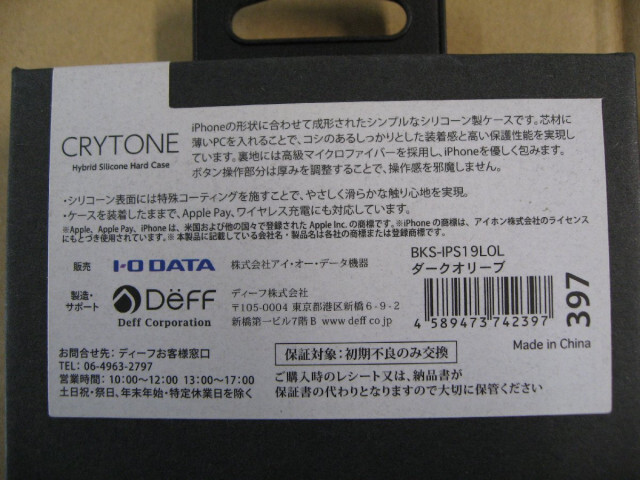 CRYTONE
Hybrid Silicone Hard Case
iPhoneの形状に合わせて成形されたシンプルなシリコーン製ケースです。芯材に
薄いPCを入れることで、コシのあるしっかりとした装着感と高い保護性能を実現し
ています。裏地には高級マイクロファイバーを採用し、iPhoneを優しく包みます。
ボタン操作部分は厚みを調整することで、操作感を邪魔しません。
・シリコーン表面には特殊コーティングを施すことで、やさしく滑らかな触り心地を実現。
・ケースを装着したままで、Apple Pay、ワイヤレス充電にも対応しています。
※Apple、Apple Pay、iPhone は、米国および他の国々で登録された Apple Inc. の商標です。※iPhone の商標は、アイホン株式会社のライセンス
にもとづき使用されています。※本製品に記載している会社名・製品名は各社の商標または登録商標です。
販売 I-O DATA 株式会社アイ・オー・データ機器
製造・
サポート DëFF
Deff Corporation
ディーフ株式会社
〒105-0004 東京都港区新橋6-9-2
新橋第一ビル7階B www.deff.co.jp
BKS-IPS19LOL
ダークオリーブ
4 589473 742397
397
Made in China
お問合せ先：ディーフお客様窓口
TEL: 06-4963-2797
営業時間：10:00〜12:00 13:00〜17:00
土日祝・祭日、年末年始・特定休業日を除く
保証対象：初期不良のみ交換
ご購入時のレシート又は、納品書が
保証書の代わりとなりますので大切に保管ください